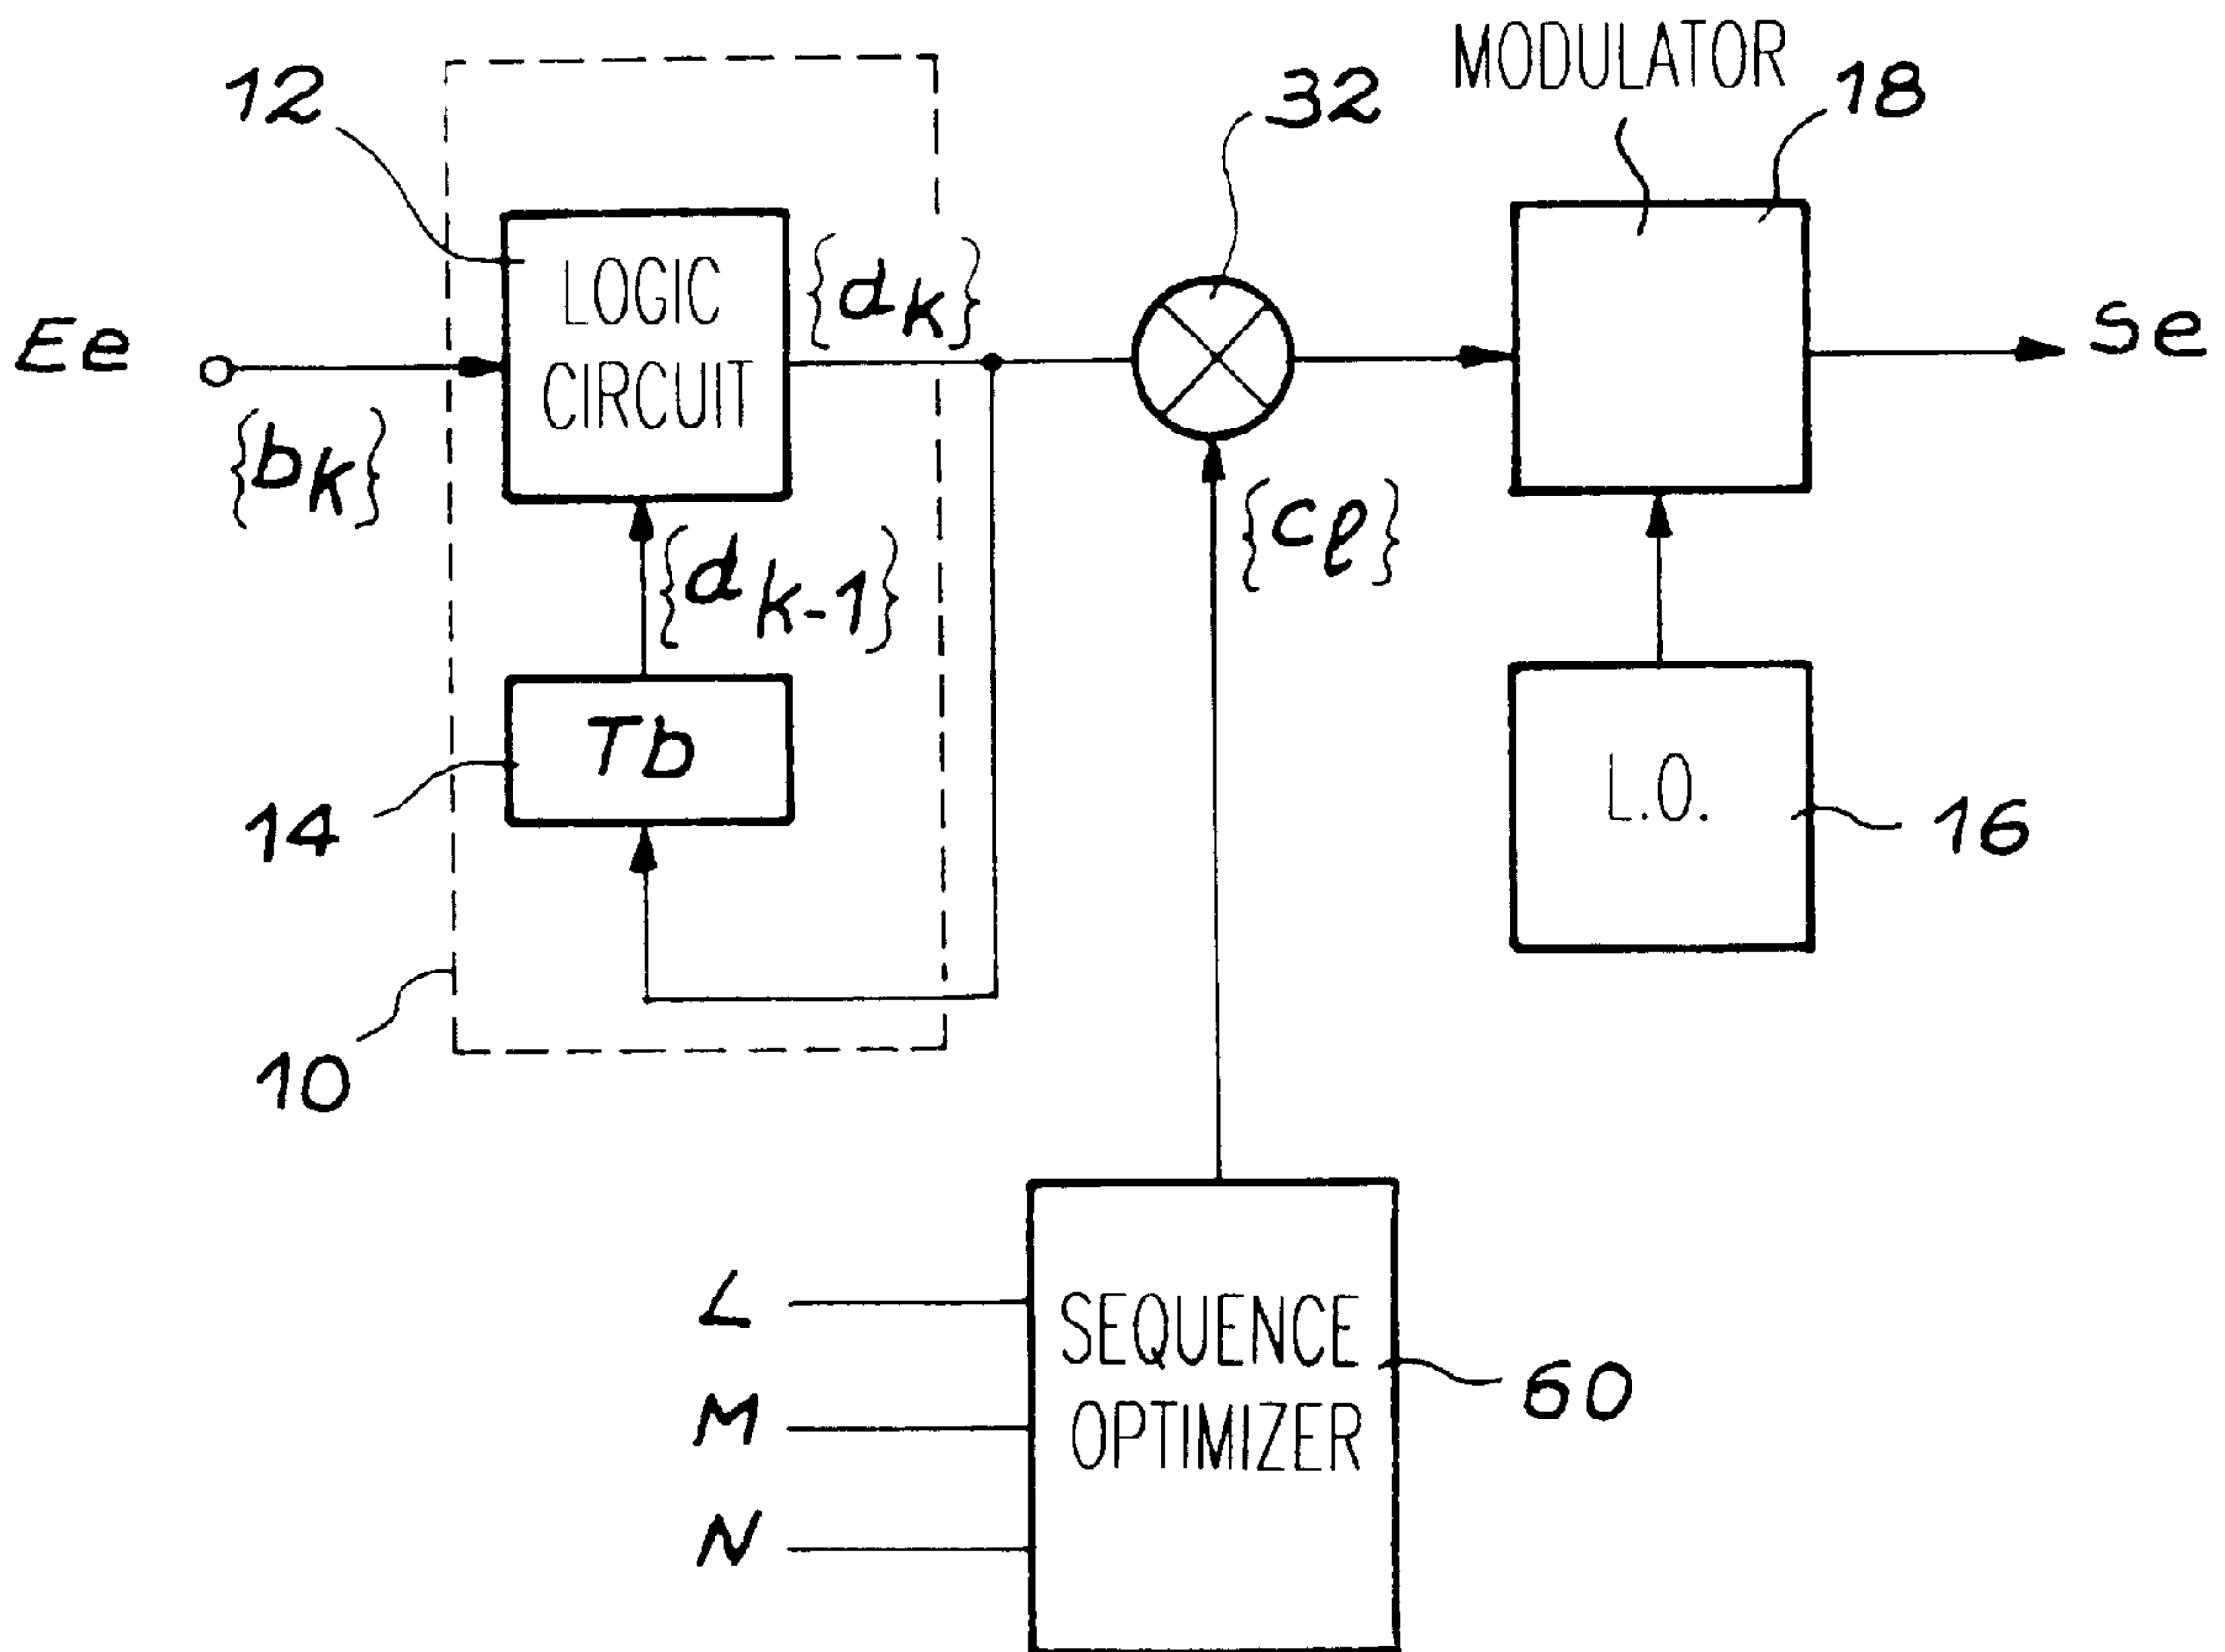 MODULATOR
12
32
18
LOGIC
CIRCUIT
{dk}
Ee
Se
{bk}
{cℓ}
{dk-1}
Tb
L.O.
14
16
10
L
SEQUENCE
OPTIMIZER
60
M
N